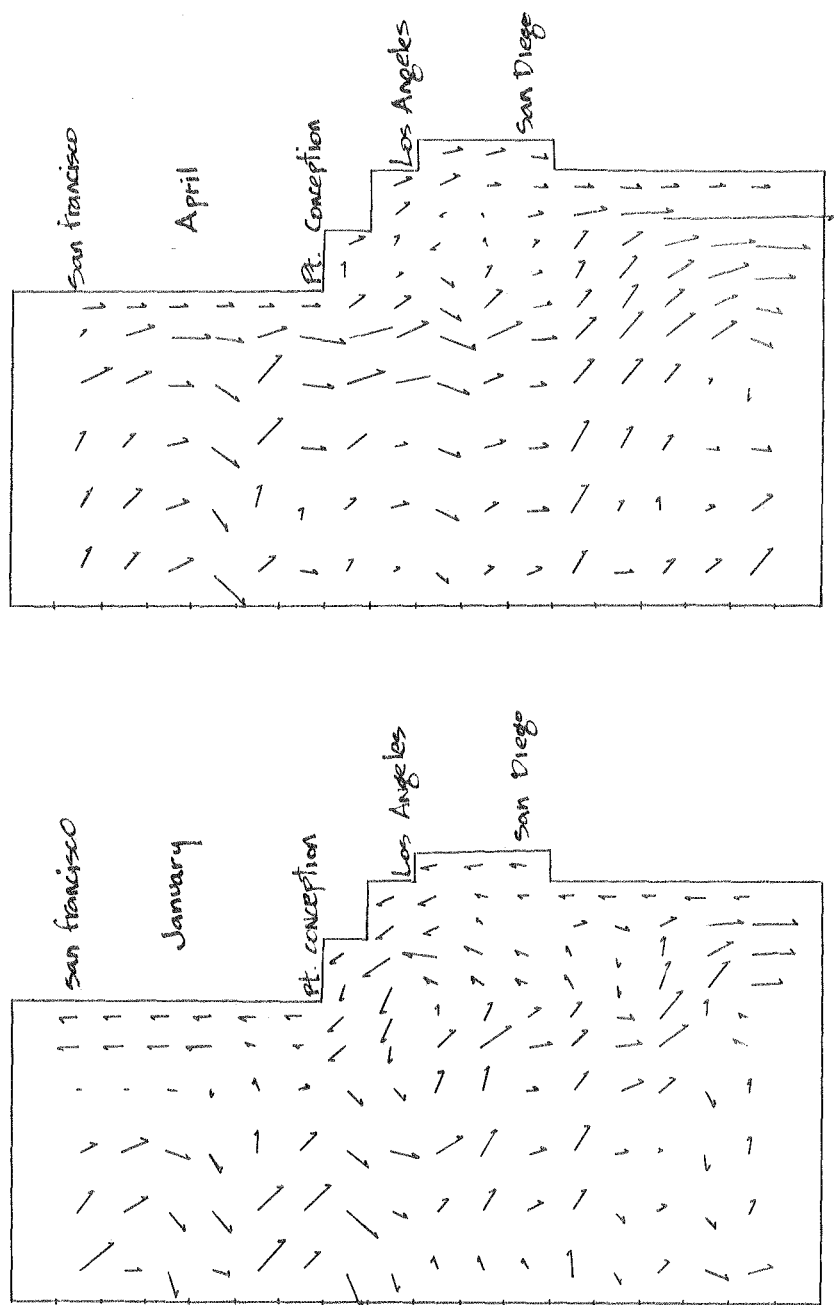 San francisco
April
Pt. Conception
Los Angeles
San Diego
San francisco
January
Pt. Conception
Los Angeles
San Diego